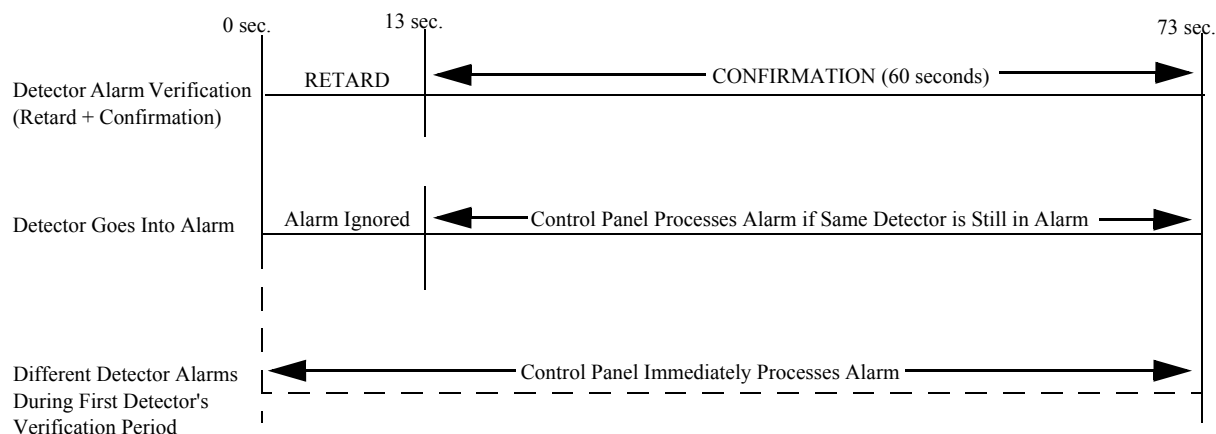 0 sec.
13 sec.
73 sec.
Detector Alarm Verification
(Retard + Confirmation)
RETARD
CONFIRMATION (60 seconds)
Detector Goes Into Alarm
Alarm Ignored
Control Panel Processes Alarm if Same Detector is Still in Alarm
Different Detector Alarms
During First Detector's
Verification Period
Control Panel Immediately Processes Alarm